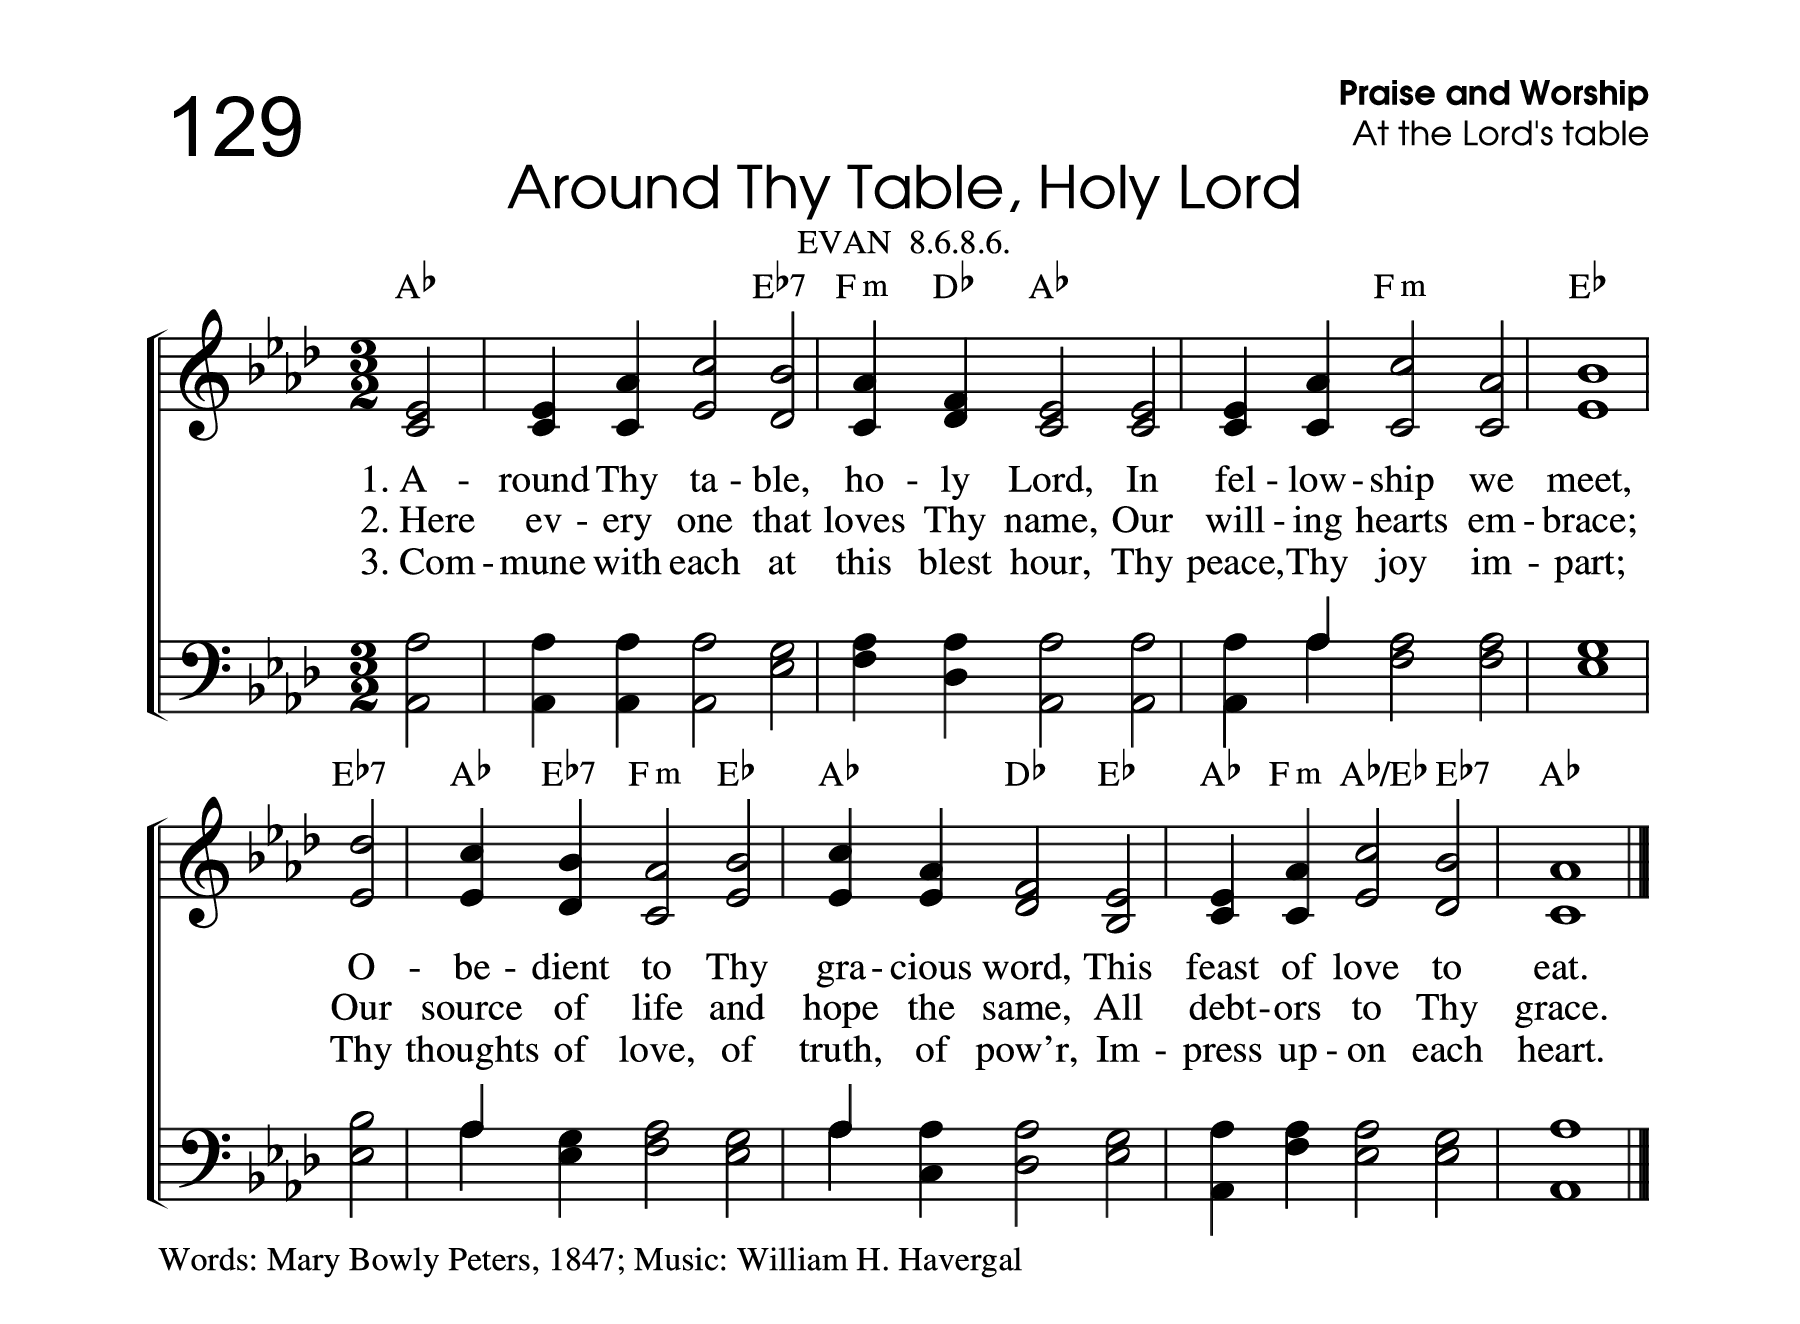 129
Praise and Worship
At the Lord's table
Around Thy Table, Holy Lord
EVAN 8.6.8.6.
A♭ E♭7 Fm D♭ A♭ Fm E♭
3 2
1. A - round Thy ta - ble, ho - ly Lord, In fel - low - ship we meet,
2. Here ev - ery one that loves Thy name, Our will - ing hearts em - brace;
3. Com - mune with each at this blest hour, Thy peace, Thy joy im - part;
3 2
E♭7 A♭ E♭7 Fm E♭ A♭ D♭ E♭ A♭ Fm A♭/E♭ E♭7 A♭
O - be - dient to Thy gra - cious word, This feast of love to eat.
Our source of life and hope the same, All debt - ors to Thy grace.
Thy thoughts of love, of truth, of pow’r, Im - press up - on each heart.
Words: Mary Bowly Peters, 1847; Music: William H. Havergal